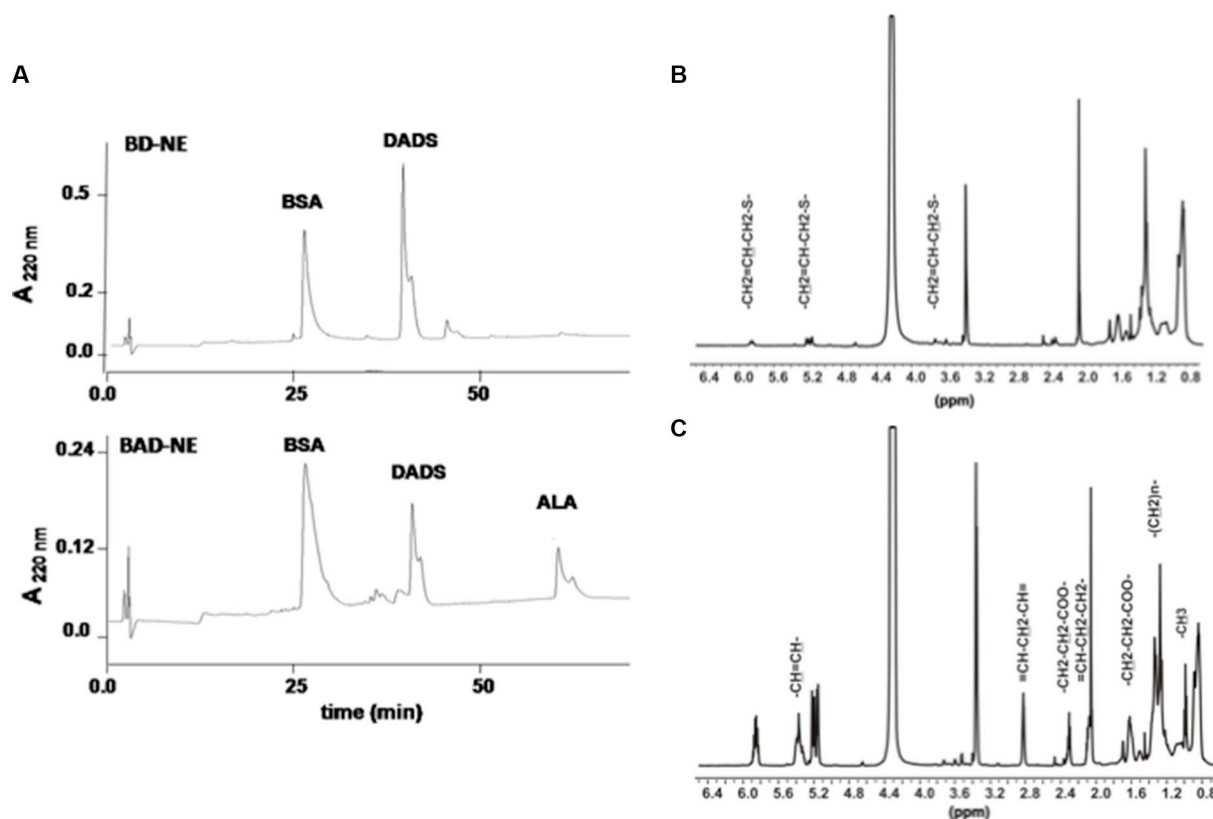 A
BD-NE
DADS
BSA
0.5
0.2
0.0
A 220 nm
0.0
25
50
BAD-NE
BSA
DADS
ALA
0.24
0.12
0.0
A 220 nm
0.0
25
50
time (min)
B
-CH2=CH-CH2-S-
-CH2=CH-CH2-S-
-CH2=CH-CH2-S-
6.4 6.0 5.2 4.8 4.4 4.2 3.6 3.2 2.8 2.4 2.0 1.6 1.2 0.8
(ppm)
C
-CH=CH-
=CH-CH2-CH=
-CH2-CH2-COO-
=CH-CH2-CH2-
-CH2-CH2-COO-
-(CH2)n-
-CH3
6.4 6.0 5.2 4.8 4.4 4.2 3.6 3.2 2.8 2.4 2.0 1.6 1.2 0.8
(ppm)